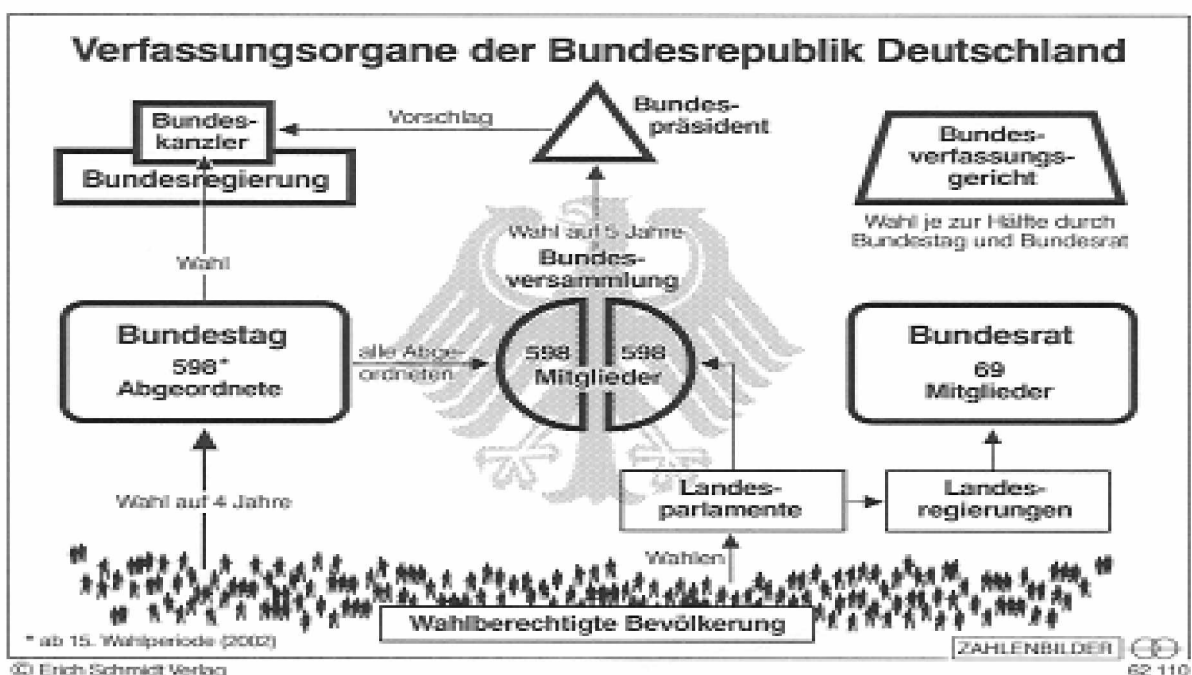 Verfassungsorgane der Bundesrepublik Deutschland
Bundes-
kanzler
Bundesregierung
Vorschlag
Bundes-
präsident
Bundes-
verfassungs-
gericht
Wahl je zur Hälfte durch
Bundestag und Bundesrat
Wahl auf 5 Jahre
Bundes-
versammlung
Wahl
Bundestag
598*
Abgeordnete
alle Abge-
ordneten
598 598
Mitglieder
Bundesrat
69
Mitglieder
Wahl auf 4 Jahre
Landes-
parlamente
Landes-
regierungen
Wahlen
Wahlberechtigte Bevölkerung
* ab 15. Wahlperiode (2002)
ZAHLENBILDER
© Erich Schmidt Verlag
62 110